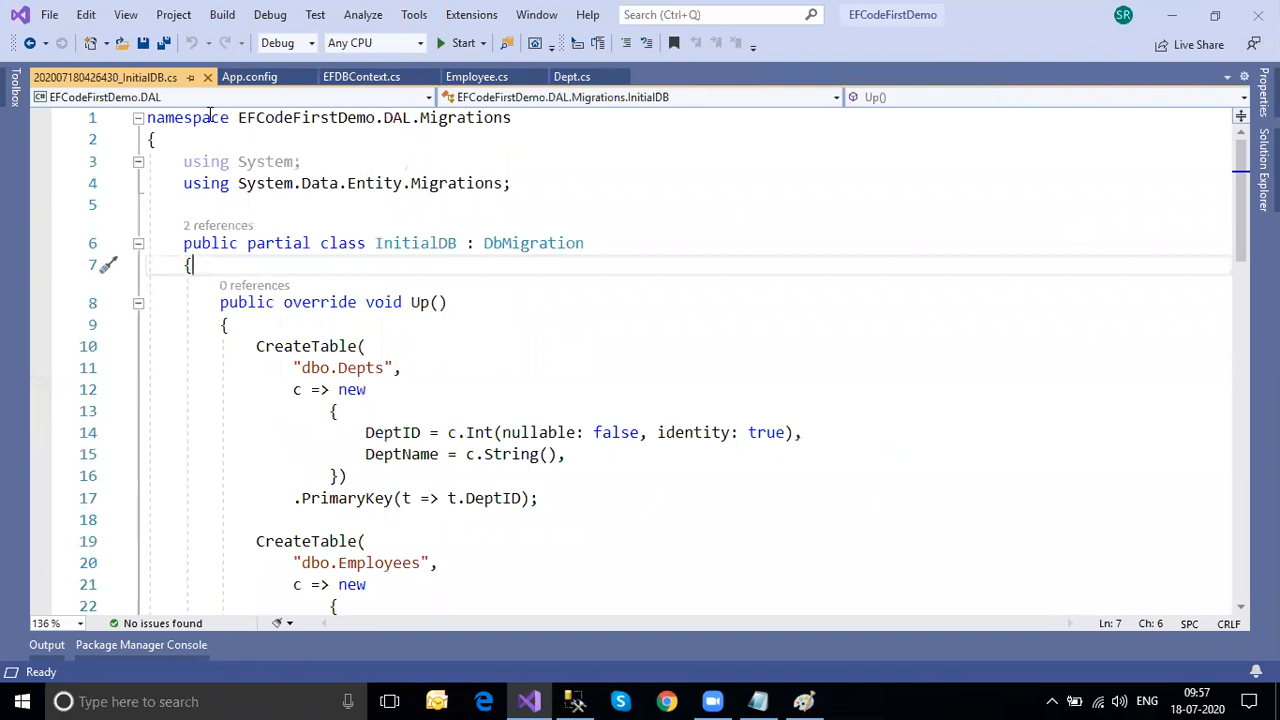 File Edit View Project Build Debug Test Analyze Tools Extensions Window Help Search (Ctrl+Q) EFCodeFirstDemo SR
Debug Any CPU Start Live Share
202007180426430_InitialDB.cs App.config EFDBContext.cs Employee.cs Dept.cs
EFCodeFirstDemo.DAL EFCodeFirstDemo.DAL.Migrations.InitialDB Up()
Toolbox
Properties
Solution Explorer
1 namespace EFCodeFirstDemo.DAL.Migrations
2 {
3 using System;
4 using System.Data.Entity.Migrations;
5
2 references
6 public partial class InitialDB : DbMigration
7 {
0 references
8 public override void Up()
9 {
10 CreateTable(
11 "dbo.Depts",
12 c => new
13 {
14 DeptID = c.Int(nullable: false, identity: true),
15 DeptName = c.String(),
16 })
17 .PrimaryKey(t => t.DeptID);
18
19 CreateTable(
20 "dbo.Employees",
21 c => new
22 {
136 % No issues found Ln: 7 Ch: 6 SPC CRLF
Output Package Manager Console
Ready
Type here to search ENG 09:57
18-07-2020